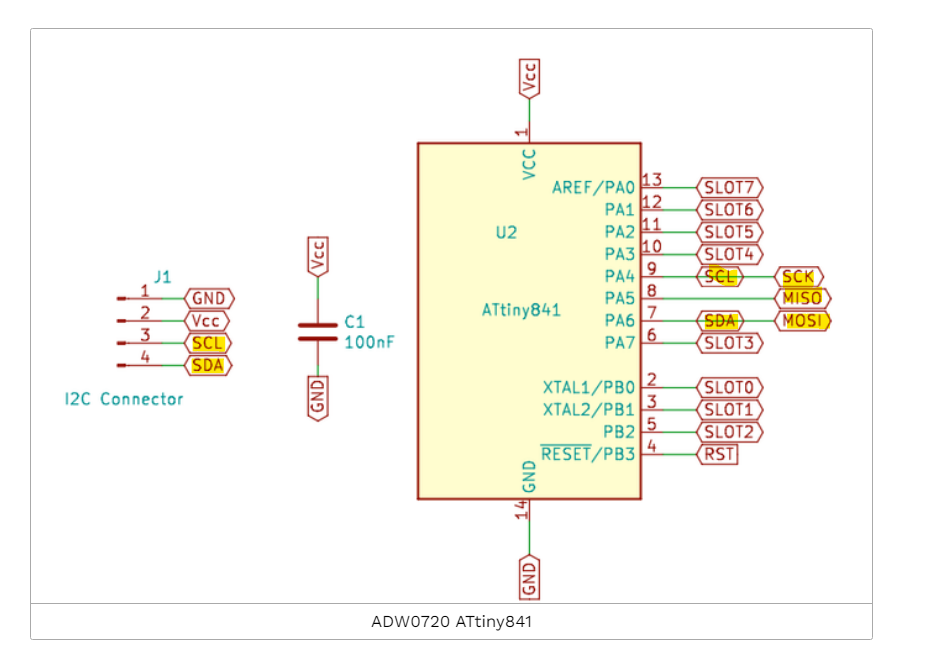 Vcc
1
VCC
AREF/PA0 13 SLOT7
PA1 12 SLOT6
U2 PA2 11 SLOT5
PA3 10 SLOT4
J1 Vcc PA4 9 SCL SCK
1 GND PA5 8 MISO
2 Vcc C1 ATtiny841 PA6 7 SDA MOSI
3 SCL 100nF PA7 6 SLOT3
4 SDA
I2C Connector GND XTAL1/PB0 2 SLOT0
XTAL2/PB1 3 SLOT1
PB2 5 SLOT2
RESET/PB3 4 RST
GND
14
GND
ADW0720 ATtiny841